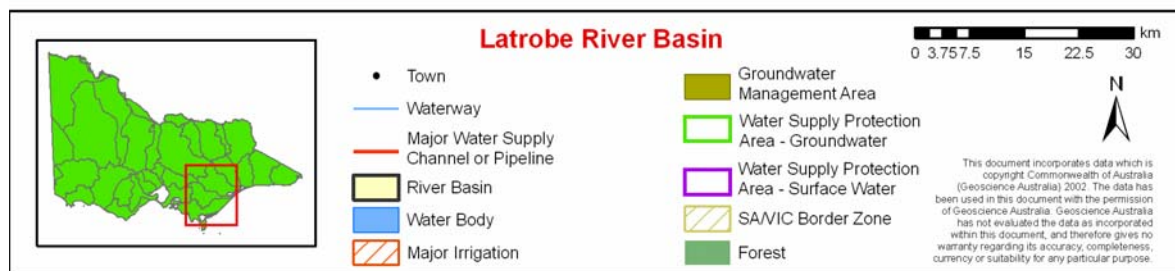 Latrobe River Basin
Town
Waterway
Major Water Supply
Channel or Pipeline
River Basin
Water Body
Major Irrigation
Groundwater
Management Area
Water Supply Protection
Area - Groundwater
Water Supply Protection
Area - Surface Water
SA/VIC Border Zone
Forest
km
0 3.75 7.5 15 22.5 30
N
This document incorporates data which is
copyright Commonwealth of Australia
(Geoscience Australia) 2002. The data has
been used in this document with the permission
of Geoscience Australia. Geoscience Australia
has not evaluated the data as incorporated
within this document, and therefore gives no
warranty regarding its accuracy, completeness,
currency or suitability for any particular purpose.